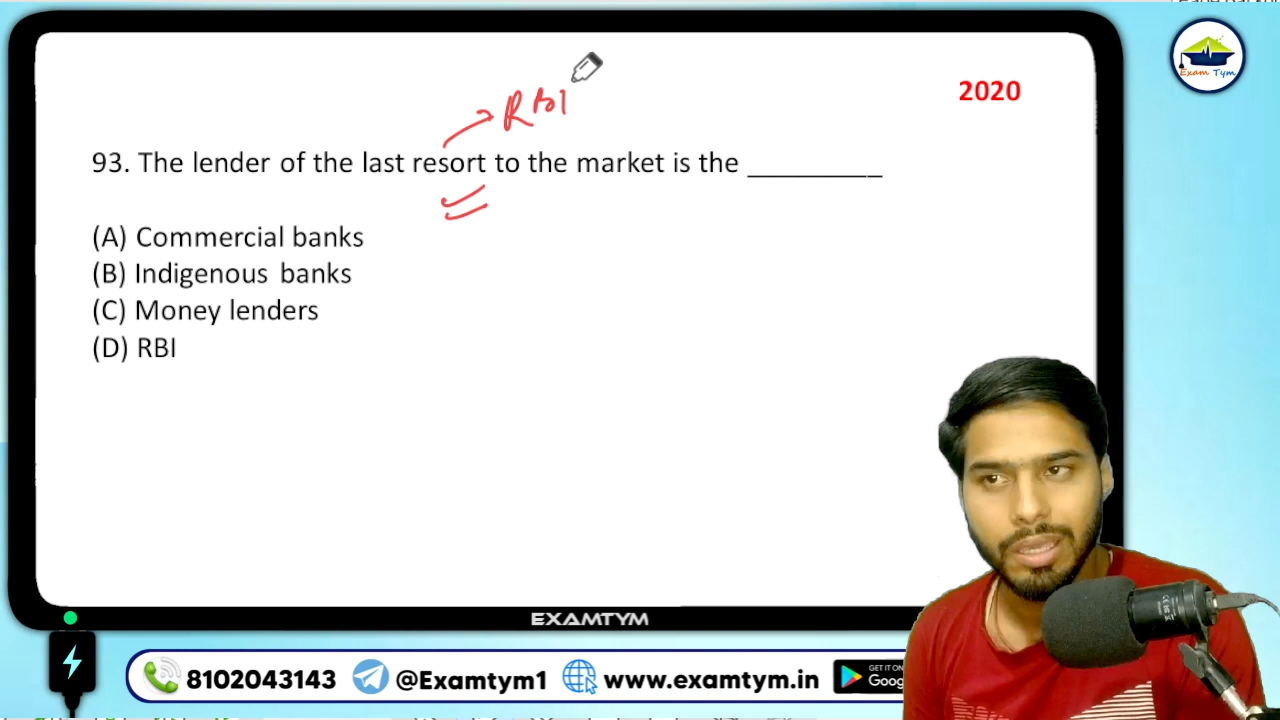 Exam Tym
2020
RBI
93. The lender of the last resort to the market is the __________
(A) Commercial banks
(B) Indigenous banks
(C) Money lenders
(D) RBI
EXAMTYM
8102043143 @Examtym1 www.examtym.in GET IT ON
Goog